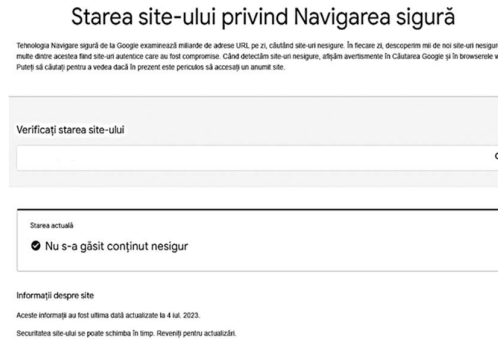 Starea site-ului privind Navigarea sigură
Tehnologia Navigare sigură de la Google examinează miliarde de adrese URL pe zi, căutând site-uri nesigure. În fiecare zi, descoperim mii de noi site-uri nesigure
multe dintre acestea fiind site-uri autentice care au fost compromise. Când detectăm site-uri nesigure, afișăm avertismente în Căutarea Google și în browserele
Puteți să căutați pentru a vedea dacă în prezent este periculos să accesați un anumit site.
Verificați starea site-ului
Starea actuală
Nu s-a găsit conținut nesigur
Informații despre site
Aceste informații au fost ultima dată actualizate la 4 iul. 2023.
Securitatea site-ului se poate schimba în timp. Reveniți pentru actualizări.